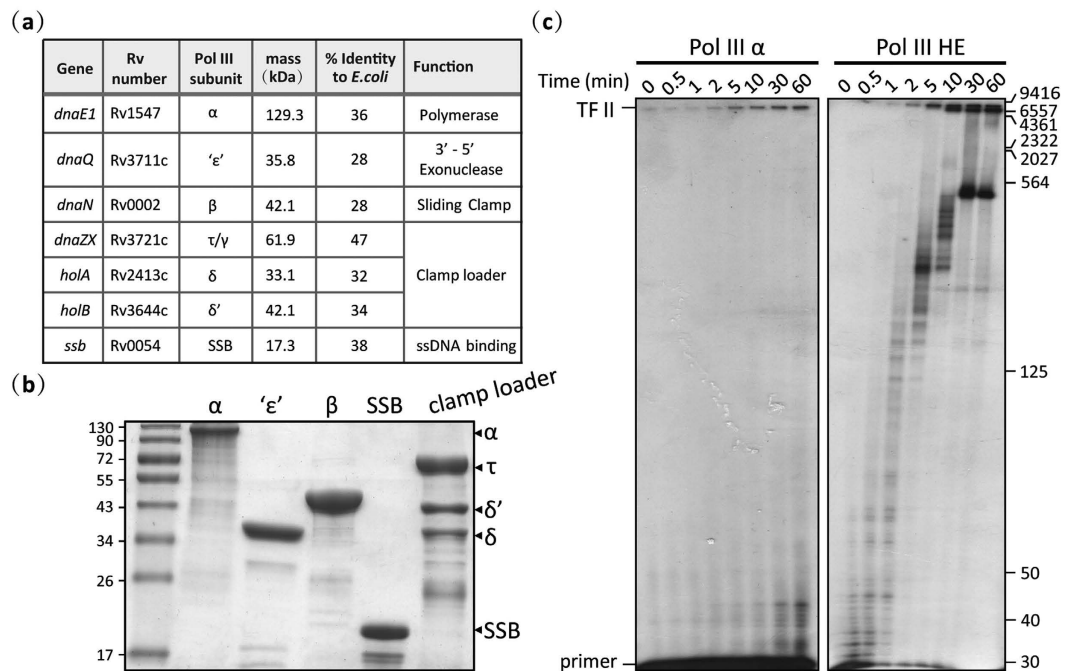 (a)
Gene Rv number Pol III subunit mass (kDa) % Identity to E.coli Function
dnaE1 Rv1547 α 129.3 36 Polymerase
dnaQ Rv3711c ‘ε’ 35.8 28 3’ - 5’ Exonuclease
dnaN Rv0002 β 42.1 28 Sliding Clamp
dnaZX Rv3721c τ/γ 61.9 47
holA Rv2413c δ 33.1 32 Clamp loader
holB Rv3644c δ’ 42.1 34
ssb Rv0054 SSB 17.3 38 ssDNA binding
(b)
α ‘ε’ β SSB clamp loader
130
90
72
55
43
34
26
17
α
τ
δ’
δ
SSB
(c)
Pol III α Pol III HE
Time (min) 0 0.5 1 2 5 10 30 60 0 0.5 1 2 5 10 30 60
TF II
primer
9416
6557
4361
2322
2027
564
125
50
40
30